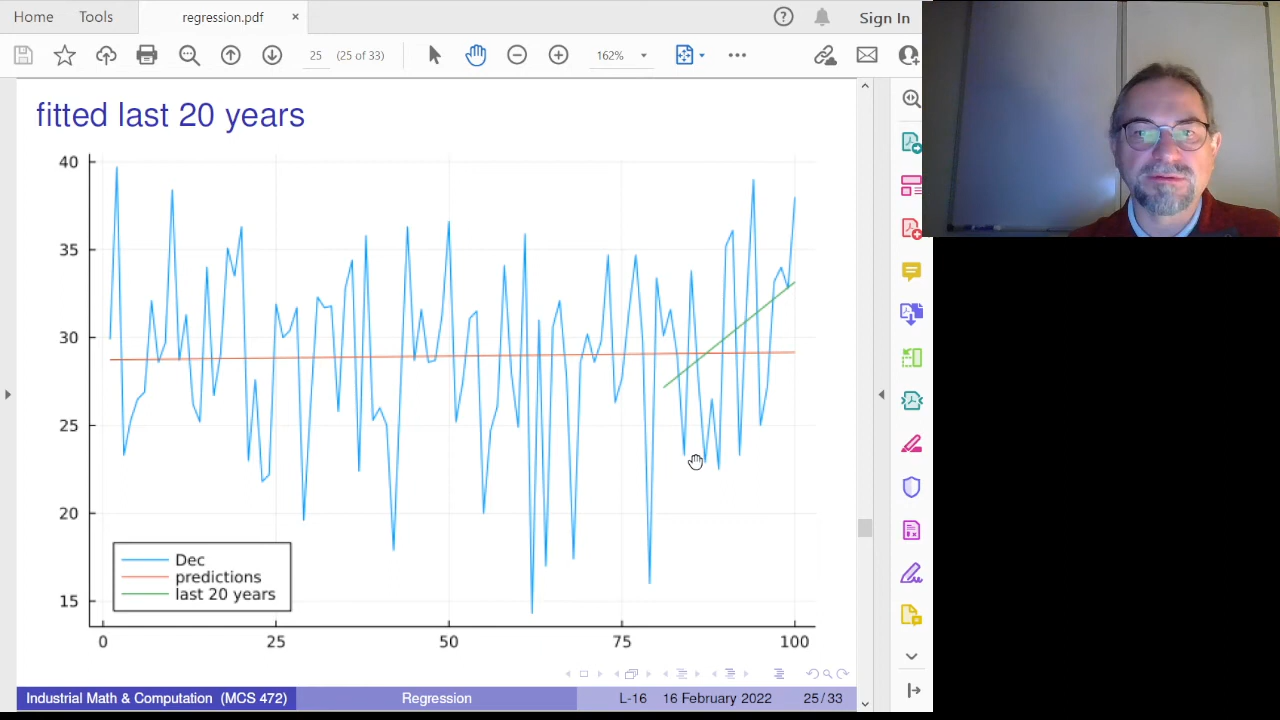 Home Tools regression.pdf × Sign In
25 (25 of 33) 162%
fitted last 20 years
40
35
30
25
20
15
Dec
predictions
last 20 years
0 25 50 75 100
Industrial Math & Computation (MCS 472) Regression L-16 16 February 2022 25 / 33